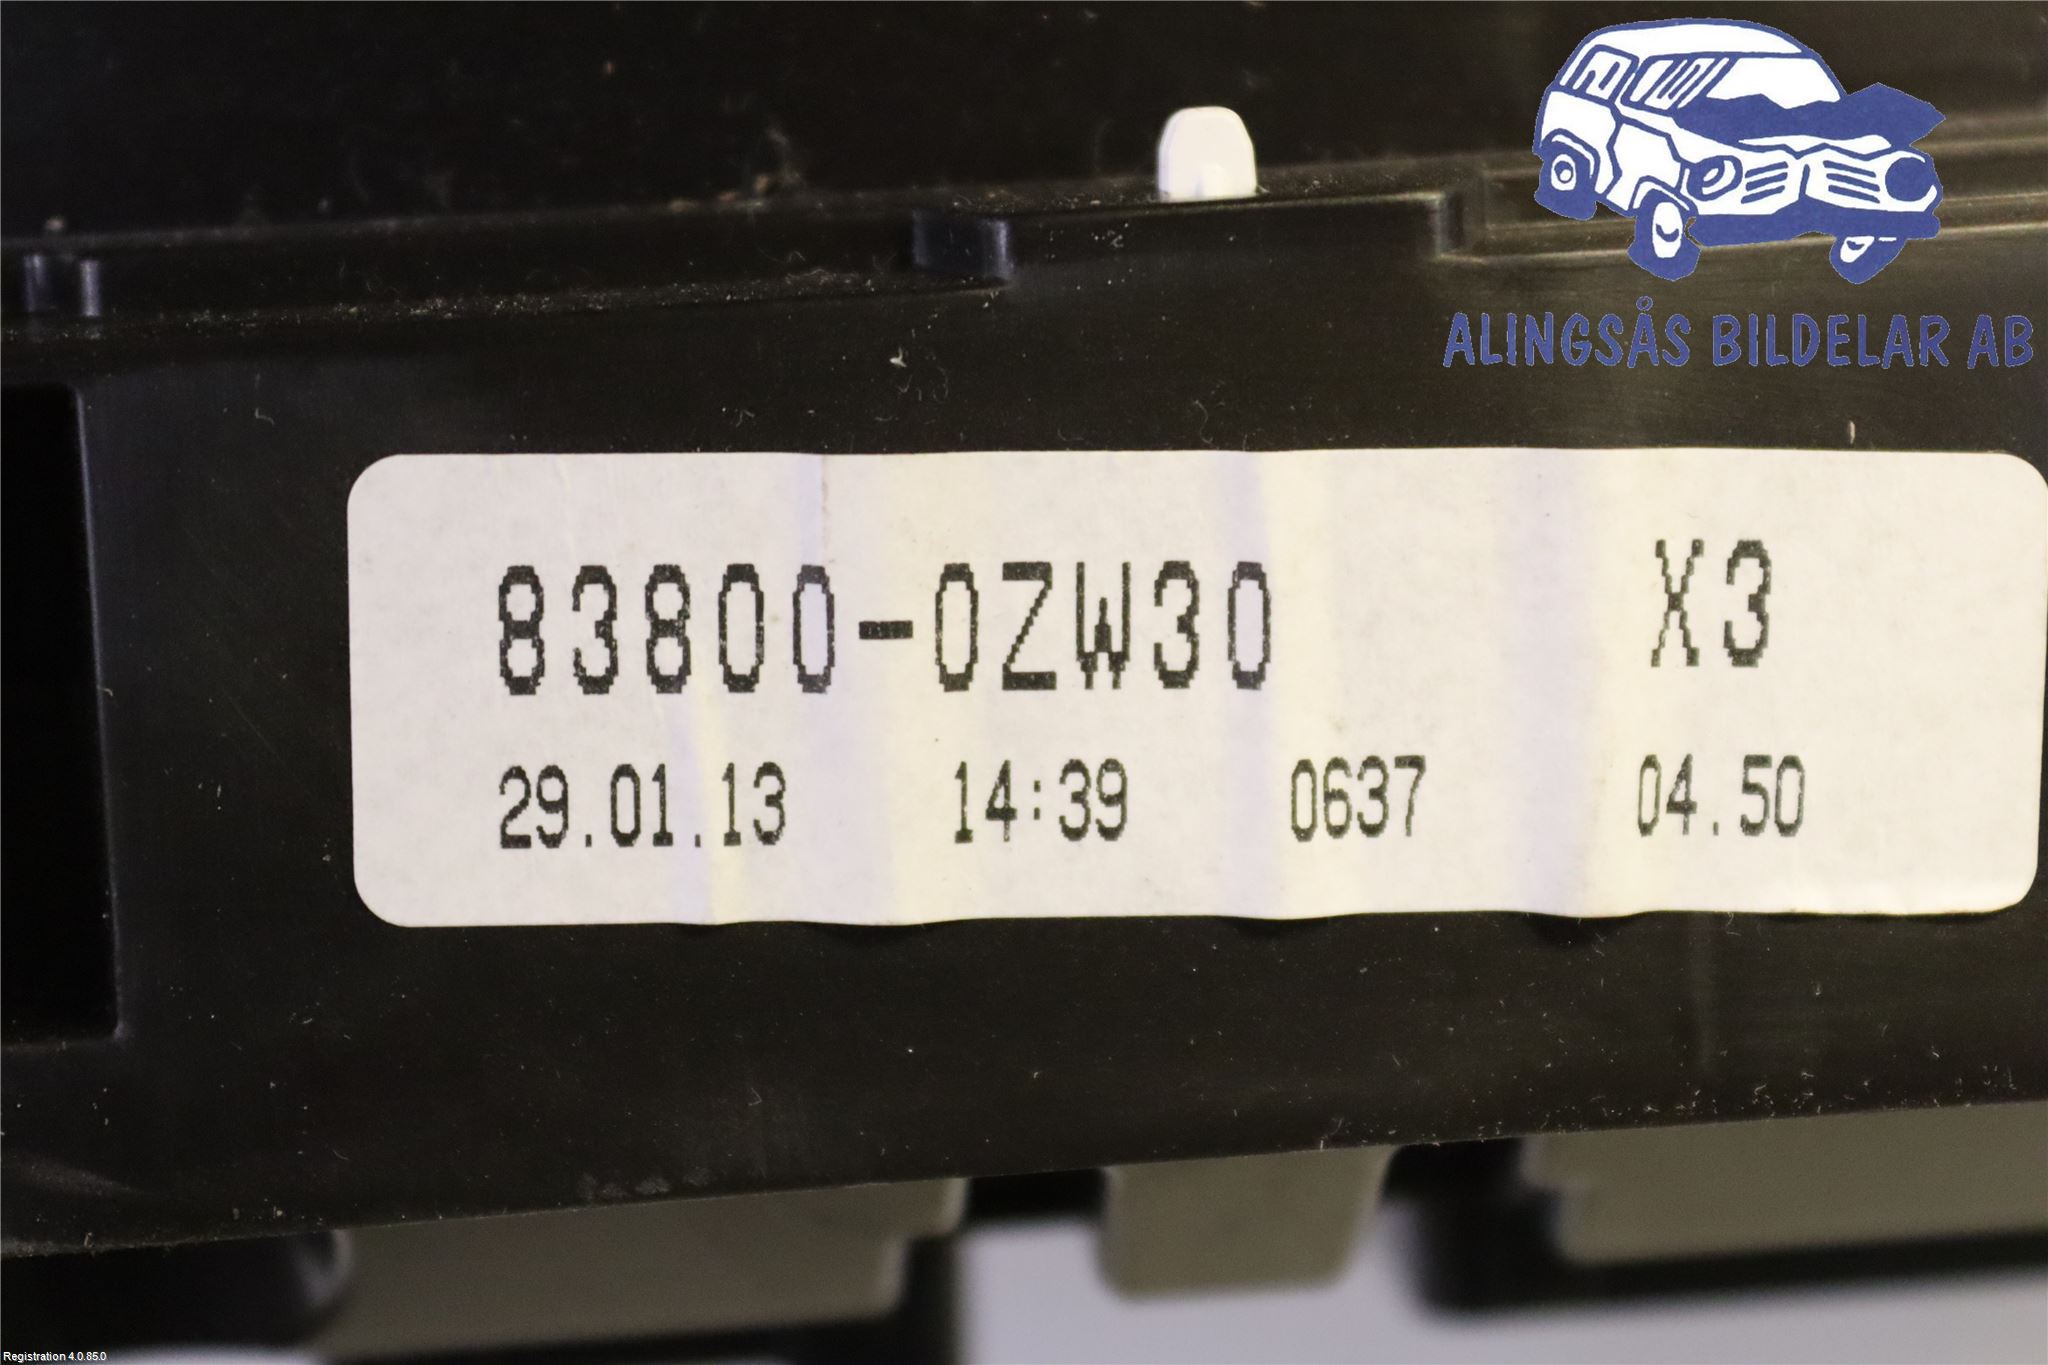 ALINGSÅS BILDELAR AB
83800-0ZW30 X3
29.01.13 14:39 0637 04.50
Registration 4.0.85.0